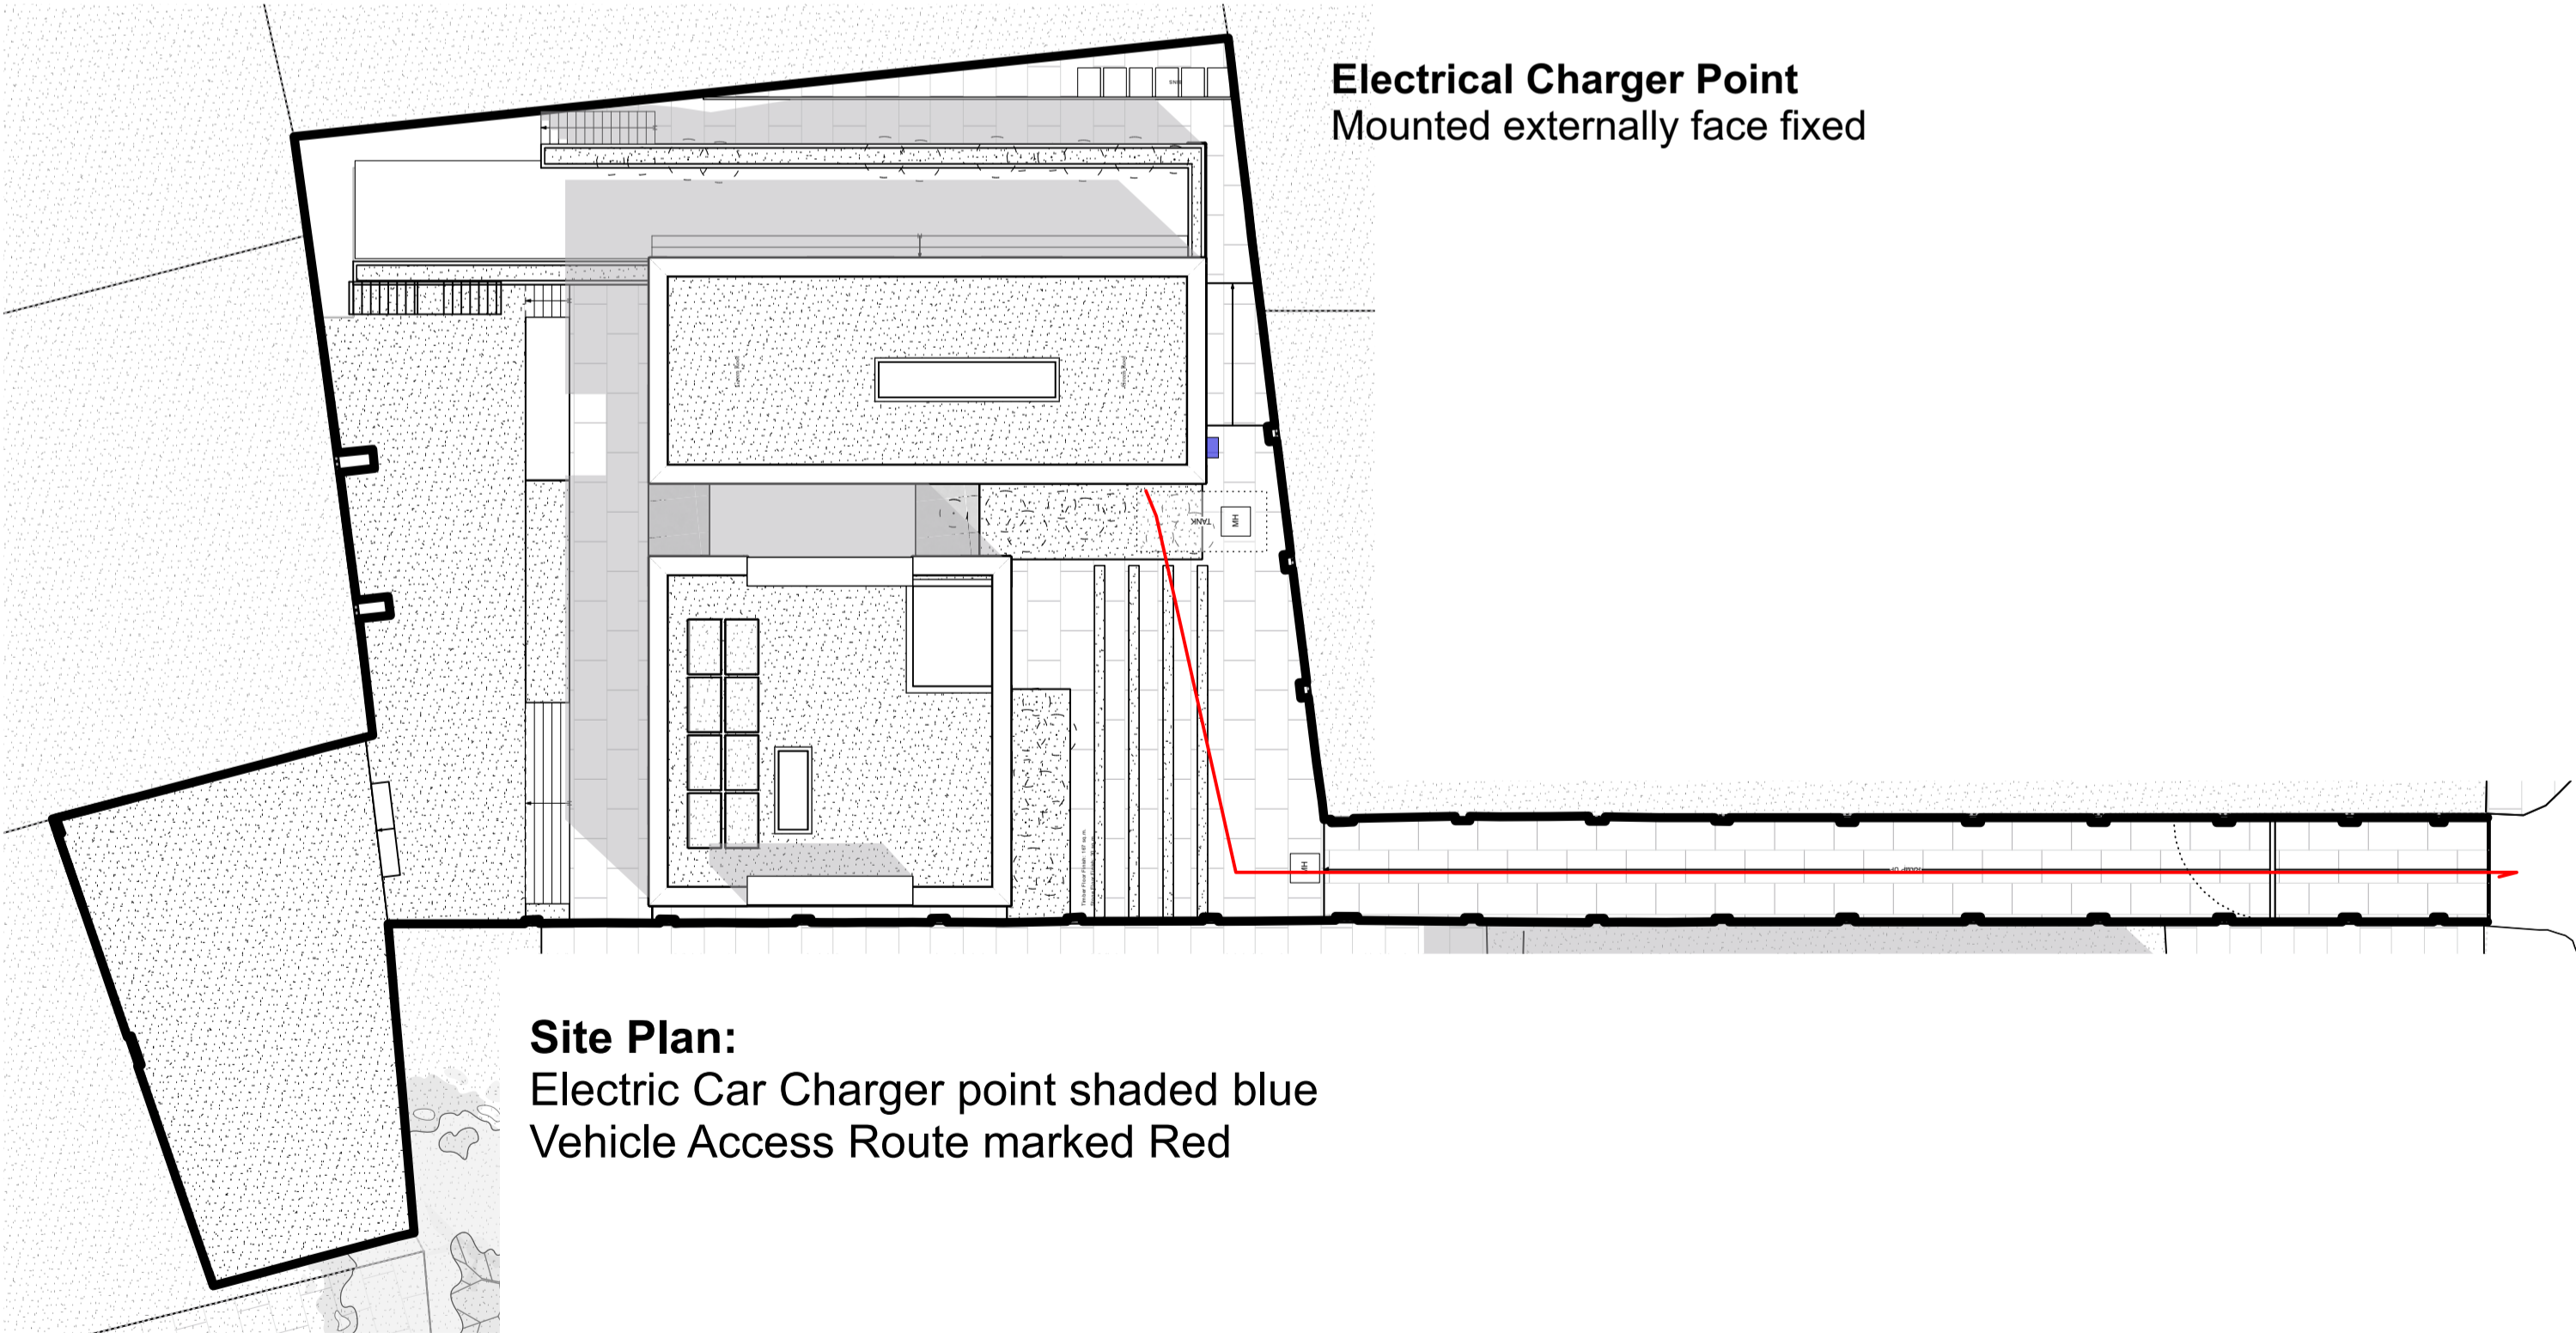 Electrical Charger Point
Mounted externally face fixed
TANK
MH
MH
Site Plan:
Electric Car Charger point shaded blue
Vehicle Access Route marked Red